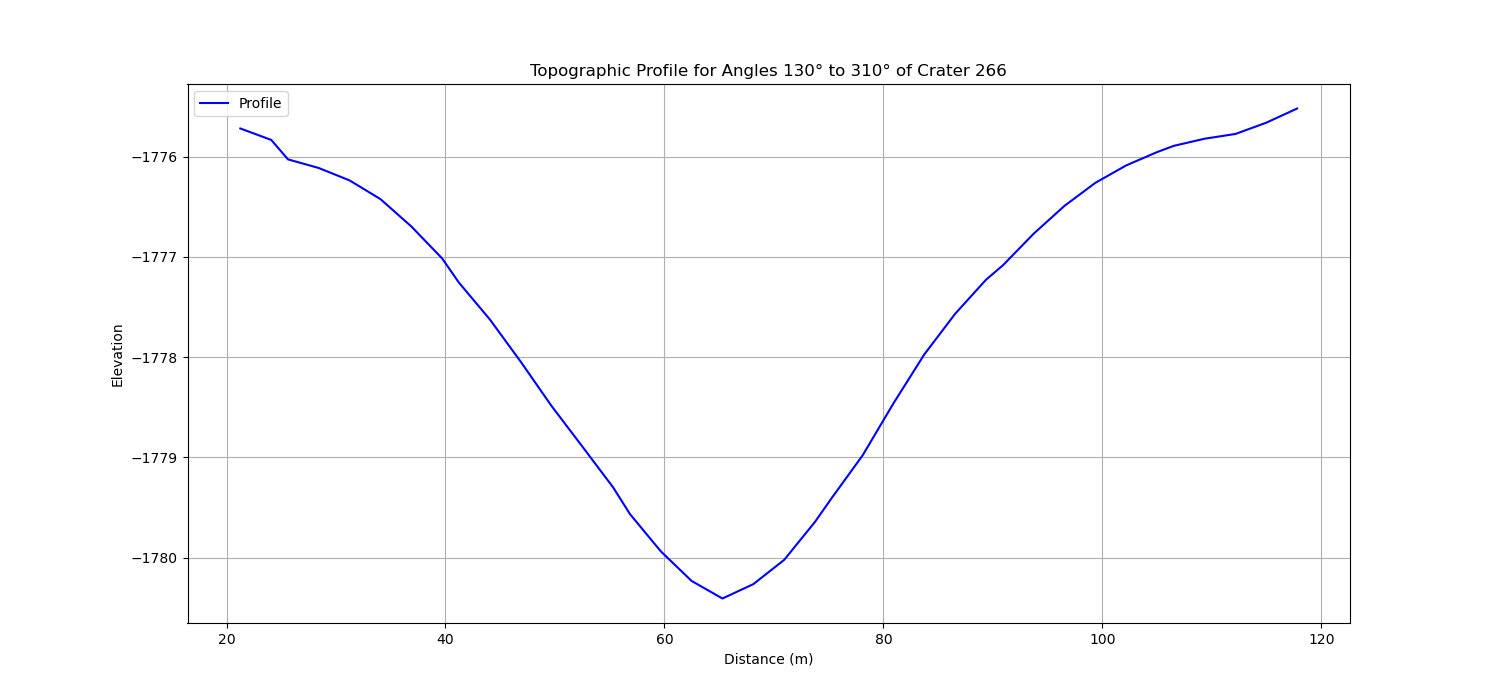 Topographic Profile for Angles 130° to 310° of Crater 266
Profile
−1776
−1777
−1778
−1779
−1780
Elevation
20 40 60 80 100 120
Distance (m)